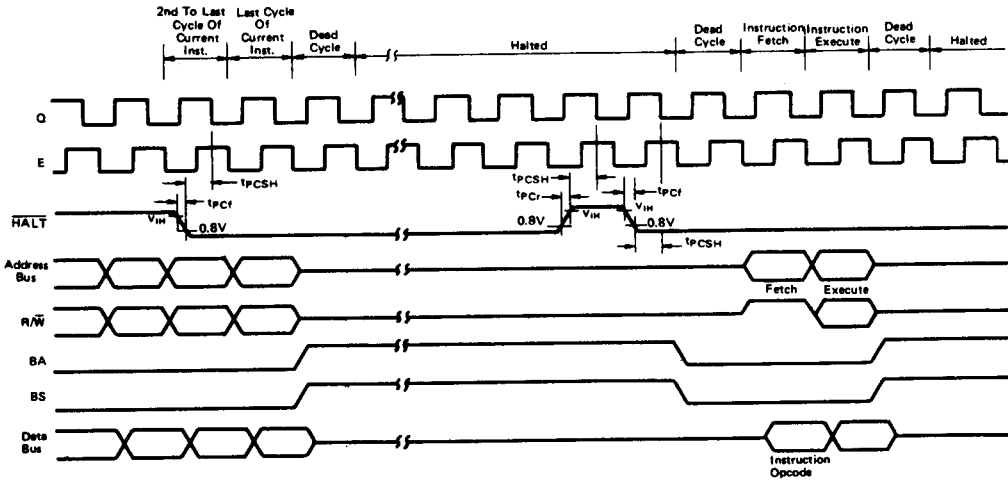 2nd To Last
Cycle Of
Current
Inst.
Last Cycle
Of
Current
Inst.
Dead
Cycle
Halted
Dead
Cycle
Instruction
Fetch
Instruction
Execute
Dead
Cycle
Halted
Q
E
tPCSH
tPCf
HALT
VIH
0.8V
tPCSH
tPCr
0.8V
VIH
tPCf
VIH
0.8V
tPCSH
Address
Bus
Fetch
Execute
R/W
BA
BS
Data
Bus
Instruction
Opcode